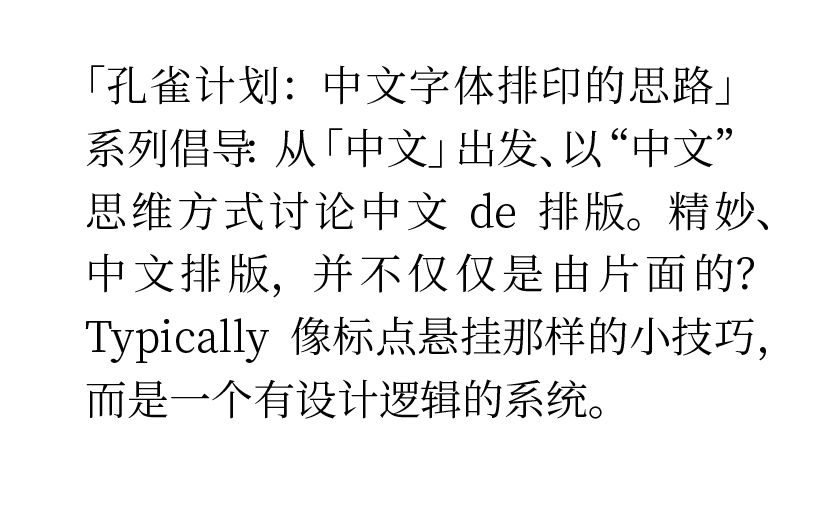 「孔雀计划：中文字体排印的思路」
系列倡导：从「中文」出发、以“中文”
思维方式讨论中文 de 排版。精妙、
中文排版，并不仅仅是由片面的？
Typically 像标点悬挂那样的小技巧，
而是一个有设计逻辑的系统。